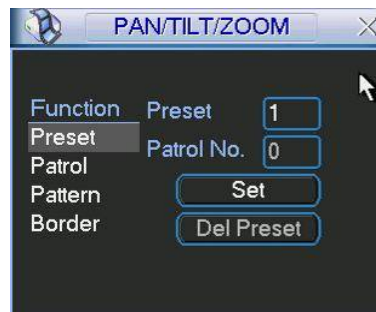 PAN/TILT/ZOOM
Function
Preset
Patrol
Pattern
Border
Preset 1
Patrol No. 0
Set
Del Preset